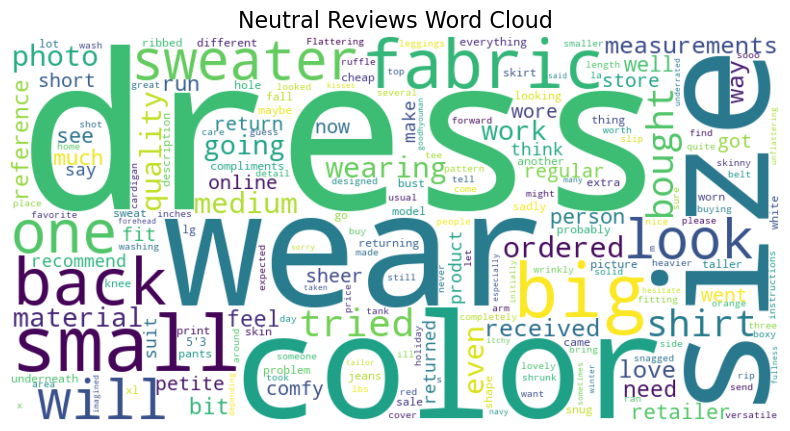 Neutral Reviews Word Cloud
dress
wear
color
size
small
big
back
fabric
sweater
one
will
look
shirt
bought
quality
photo
short
see
much
say
reference
lot
wash
ribbed
run
great
hole
return
going
care
guess
description
compliments
detail
online
medium
different
Flattering
ruffle
cheap
fall
maybe
looked
kisses
now
top
leggings
several
said
goodyounan
looking
wearing
designed
tee
pattern
bust
usual
tell
come
model
everything
skirt
forward
make
wore
work
think
another
regular
might
many
extra
smaller
length
la
store
thing
worth
slip
measurements
well
way
sooo
underrated
unflattering
find
quite
got
skinny
belt
sure
worn
nice
please
buying
white
home
shot
place
favorite
cardigan
sweat
inches
forehead
washing
fit
recommend
knee
material
suit
lg
sheer
feel
print
5'3
pants
day
skin
expected
sorry
taken
go
buy
made
returning
still
price
tank
tried
people
never
let
product
especially
initially
sadly
person
probably
ordered
wrinkly
picture
solid
heavier
taller
fitting
hesitate
instructions
went
orange
three
boxy
side
fullness
received
completely
arm
itchy
came
even
shape
snug
bring
lovely
shrunk
want
navy
winter
sometimes
love
need
snagged
ran
rip
send
retailer
versatile
underneath
area
x
xl
imagined
petite
bit
depending
around
someone
problem
took
comfy
tailor
jeans
lbs
ill
red
sale
cover
holiday
returned